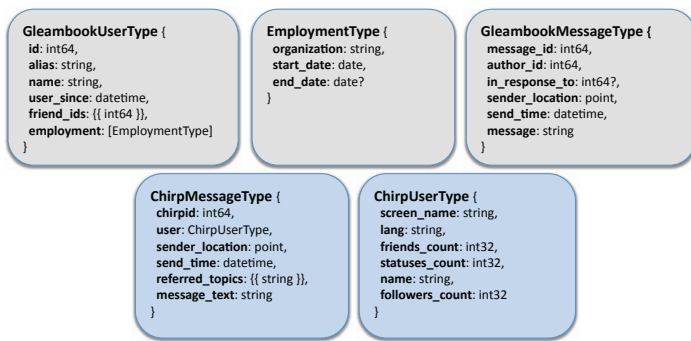 GleambookUserType {
id: int64,
alias: string,
name: string,
user_since: datetime,
friend_ids: {{ int64 }},
employment: [EmploymentType]
}
EmploymentType {
organization: string,
start_date: date,
end_date: date?
}
GleambookMessageType {
message_id: int64,
author_id: int64,
in_response_to: int64?,
sender_location: point,
send_time: datetime,
message: string
}
ChirpMessageType {
chirpid: int64,
user: ChirpUserType,
sender_location: point,
send_time: datetime,
referred_topics: {{ string }},
message_text: string
}
ChirpUserType {
screen_name: string,
lang: string,
friends_count: int32,
statuses_count: int32,
name: string,
followers_count: int32
}